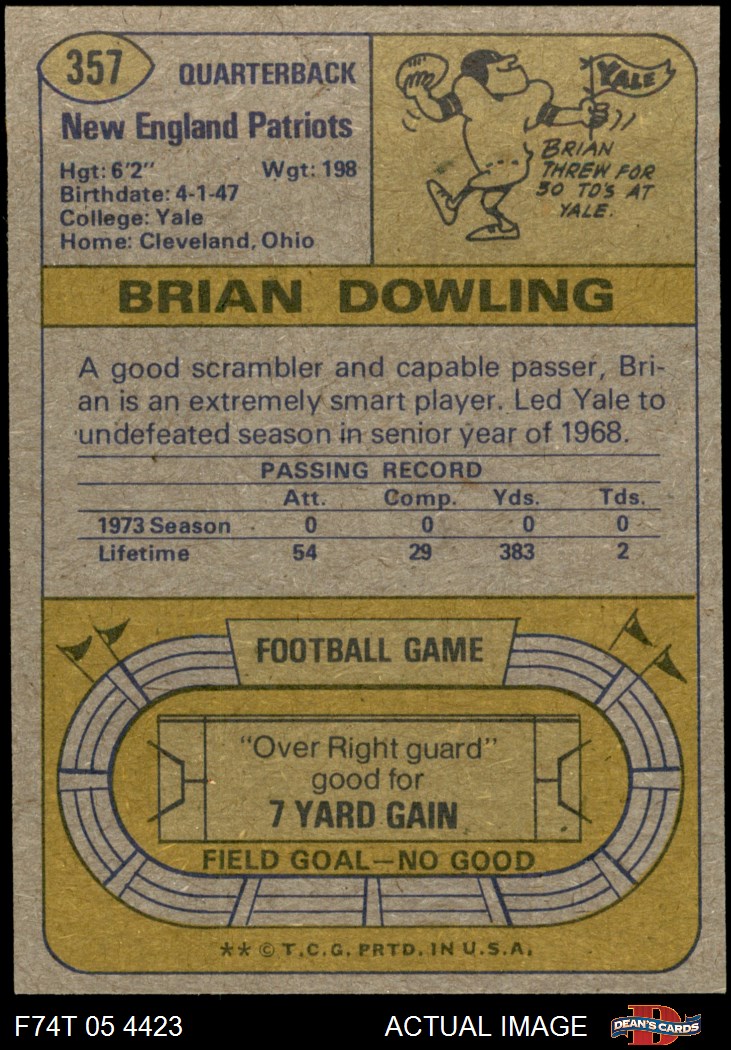 357
QUARTERBACK
New England Patriots
Hgt: 6'2" Wgt: 198
Birthdate: 4-1-47
College: Yale
Home: Cleveland, Ohio
YALE
BRIAN
THREW FOR
30 TD'S AT
YALE.
BRIAN DOWLING
A good scrambler and capable passer, Bri-
an is an extremely smart player. Led Yale to
undefeated season in senior year of 1968.
PASSING RECORD
Att. Comp. Yds. Tds.
1973 Season 0 0 0 0
Lifetime 54 29 383 2
FOOTBALL GAME
"Over Right guard"
good for
7 YARD GAIN
FIELD GOAL—NO GOOD
** © T.C.G. PRTD. IN U.S.A.
F74T 05 4423 ACTUAL IMAGE
D
DEAN'S CARDS